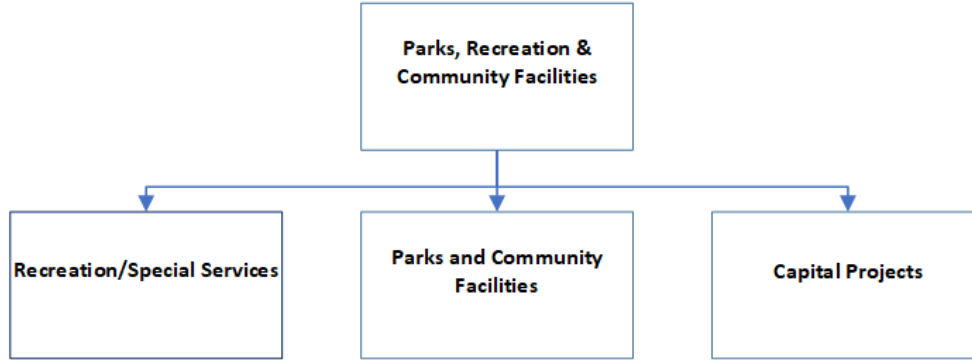 Parks, Recreation &
Community Facilities
Recreation/Special Services
Parks and Community
Facilities
Capital Projects